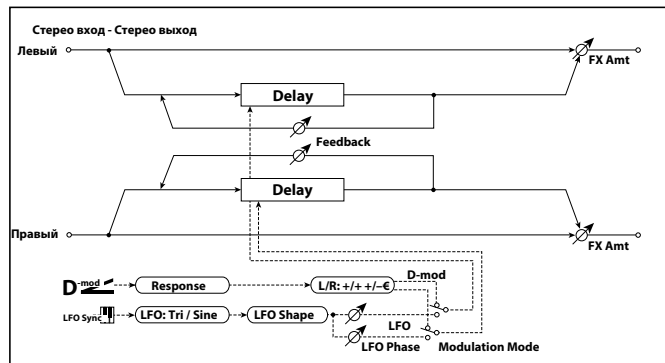 Стерео вход - Стерео выход
Левый
FX Amt
Delay
Feedback
Delay
Правый
FX Amt
D-mod
D-mod
Response
L/R: +/+ +/–€
LFO Sync
LFO: Tri / Sine
LFO Shape
LFO
LFO Phase
Modulation Mode